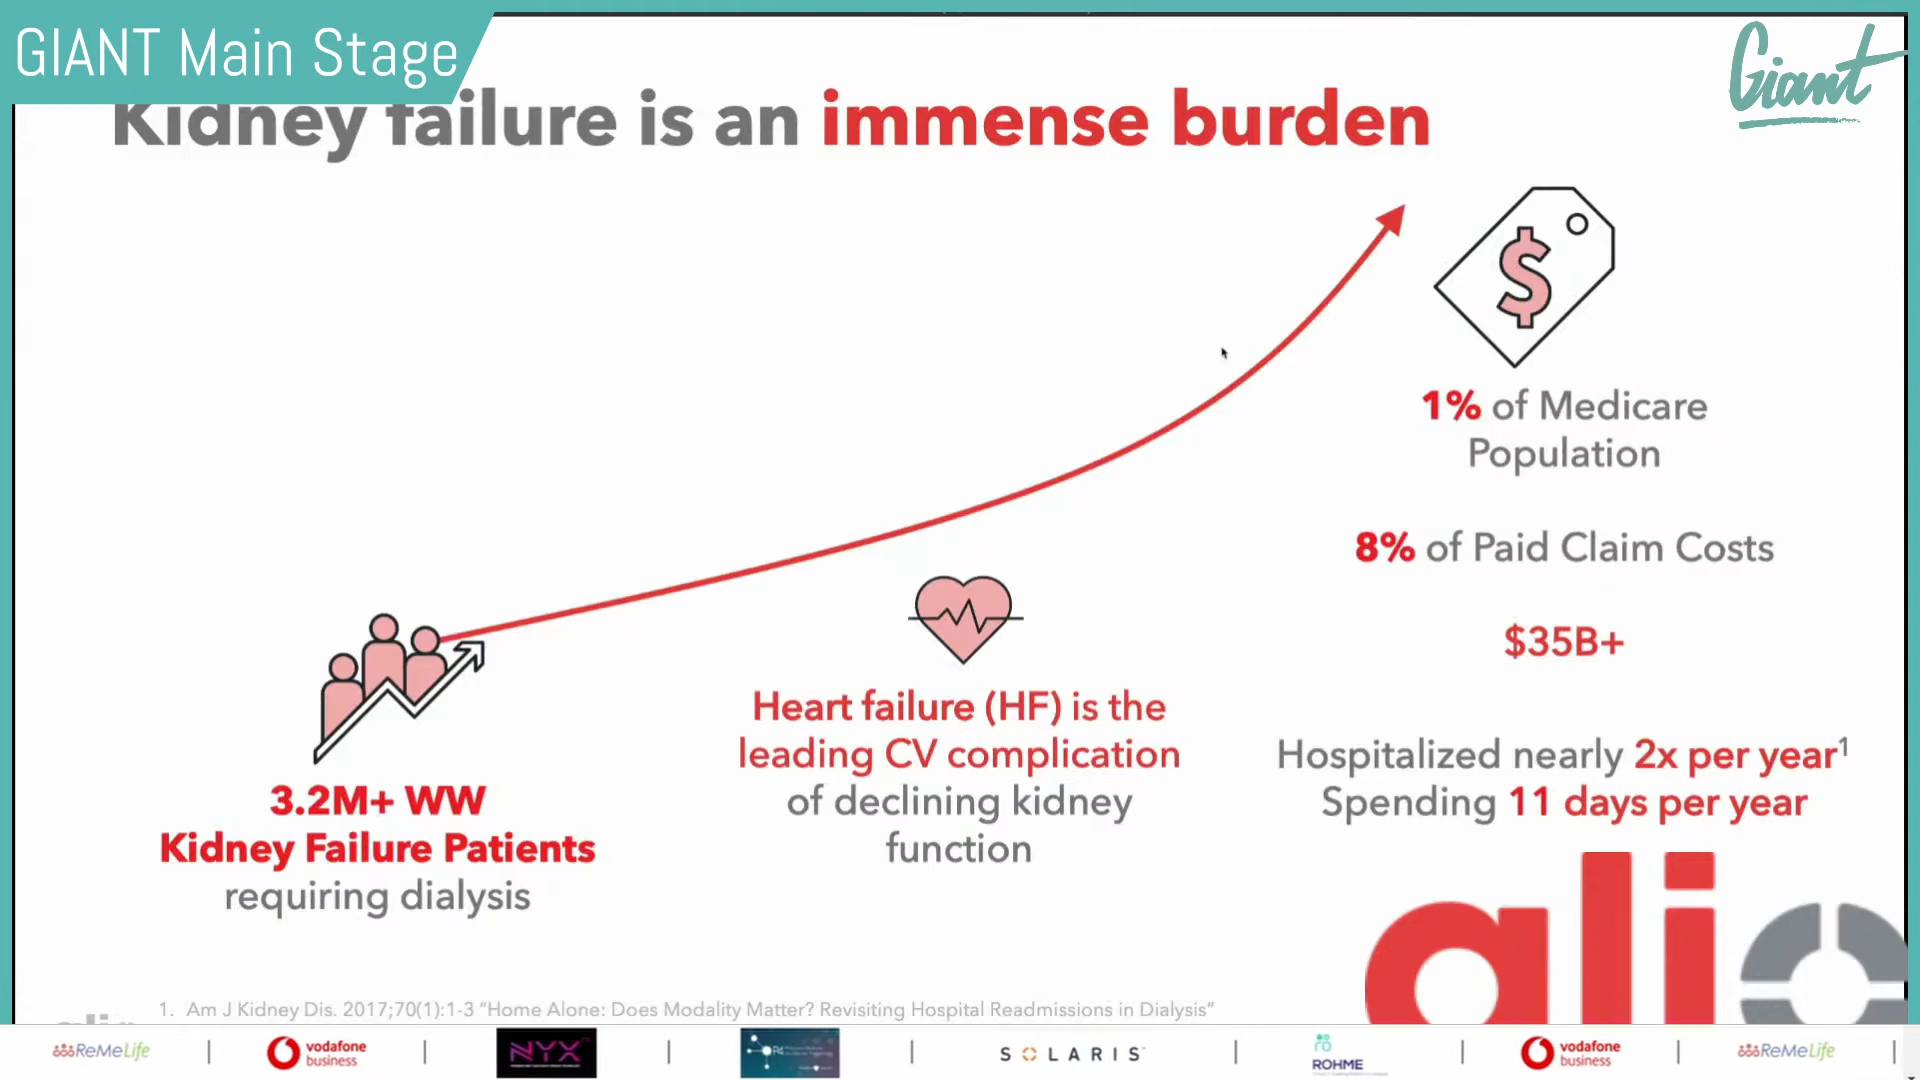 GIANT Main Stage
Giant
Kidney failure is an immense burden
$
1% of Medicare
Population
8% of Paid Claim Costs
$35B+
Hospitalized nearly 2x per year1
Spending 11 days per year
Heart failure (HF) is the
leading CV complication
of declining kidney
function
3.2M+ WW
Kidney Failure Patients
requiring dialysis
alio
1. Am J Kidney Dis. 2017;70(1):1-3 “Home Alone: Does Modality Matter? Revisiting Hospital Readmissions in Dialysis”
ReMeLife
vodafone
business
NYX
SOLARIS
ROHME
vodafone
business
ReMeLife